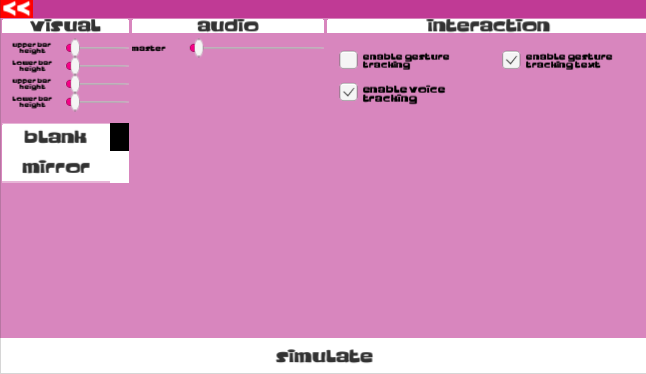 <<
visual
audio
interaction
upper bar
height
Lower bar
height
upper bar
height
Lower bar
height
master
enable gesture
tracking
enable gesture
tracking text
enable voice
tracking
blank
mirror
simulate